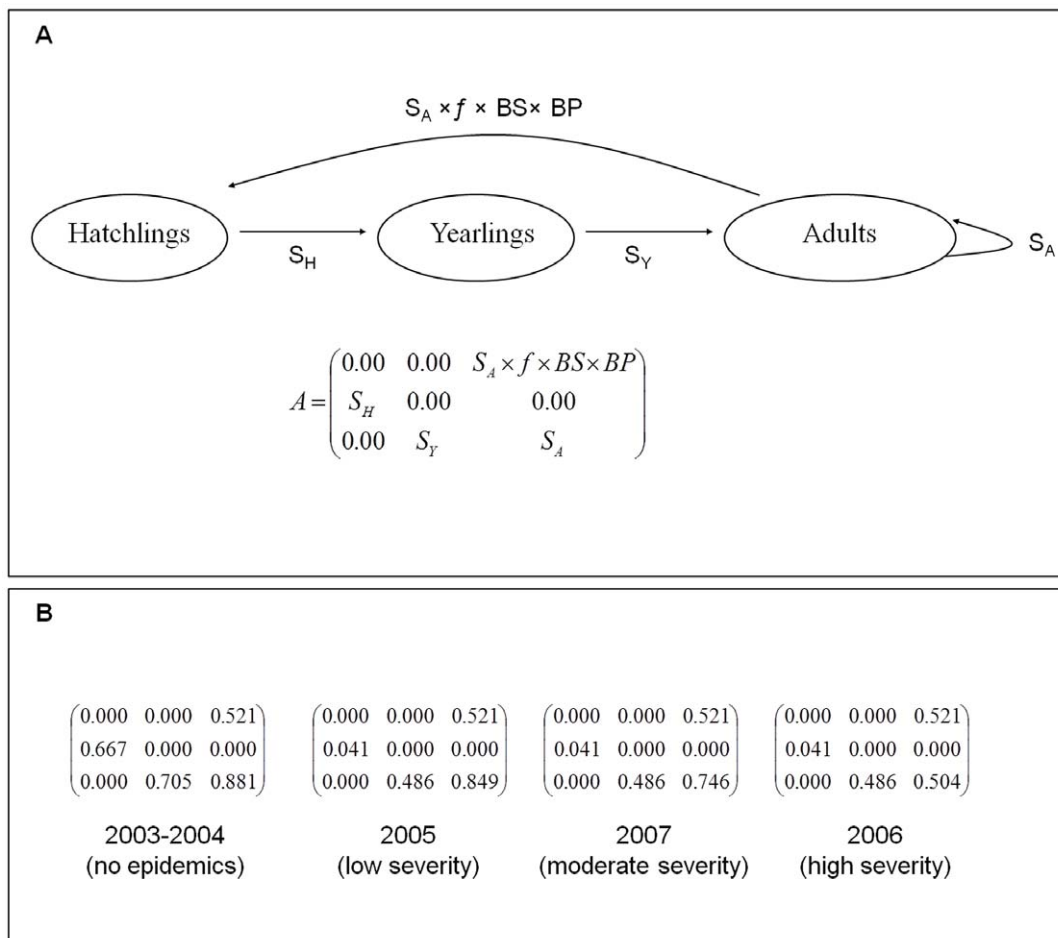 A
S_A × f × BS× BP
Hatchlings
Yearlings
Adults
S_H
S_Y
S_A
0.00 0.00 S_A × f × BS × BP
A = S_H 0.00 0.00
0.00 S_Y S_A
B
0.000 0.000 0.521
0.667 0.000 0.000
0.000 0.705 0.881
2003-2004
(no epidemics)
0.000 0.000 0.521
0.041 0.000 0.000
0.000 0.486 0.849
2005
(low severity)
0.000 0.000 0.521
0.041 0.000 0.000
0.000 0.486 0.746
2007
(moderate severity)
0.000 0.000 0.521
0.041 0.000 0.000
0.000 0.486 0.504
2006
(high severity)